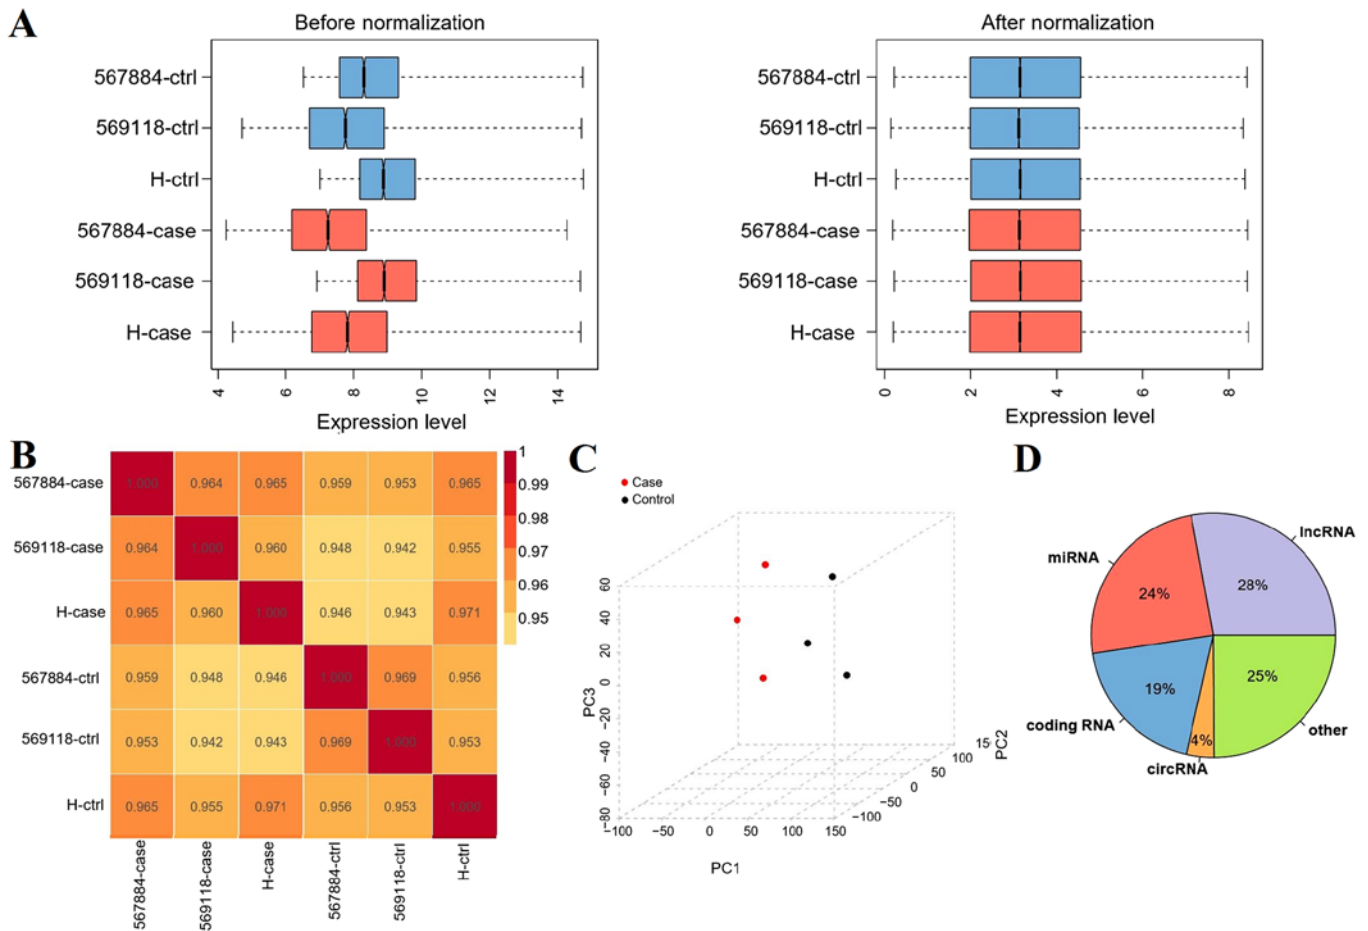 A
Before normalization
567884-ctrl
569118-ctrl
H-ctrl
567884-case
569118-case
H-case
4 6 8 10 12 14
Expression level
After normalization
567884-ctrl
569118-ctrl
H-ctrl
567884-case
569118-case
H-case
0 2 4 6 8
Expression level
B
567884-case 1.000 0.964 0.965 0.959 0.953 0.965
569118-case 0.964 1.000 0.960 0.948 0.942 0.955
H-case 0.965 0.960 1.000 0.946 0.943 0.971
567884-ctrl 0.959 0.948 0.946 1.000 0.969 0.956
569118-ctrl 0.953 0.942 0.943 0.969 1.000 0.953
H-ctrl 0.965 0.955 0.971 0.956 0.953 1.000
567884-case 569118-case H-case 567884-ctrl 569118-ctrl H-ctrl
1
0.99
0.98
0.97
0.96
0.95
C
Case
Control
60
40
20
0
−20
−40
−60
−80
PC3
−100 −50 0 50 100 150
PC1
−100
−50
0
50
100
15
PC2
D
lncRNA
28%
miRNA
24%
coding RNA
19%
circRNA
4%
other
25%